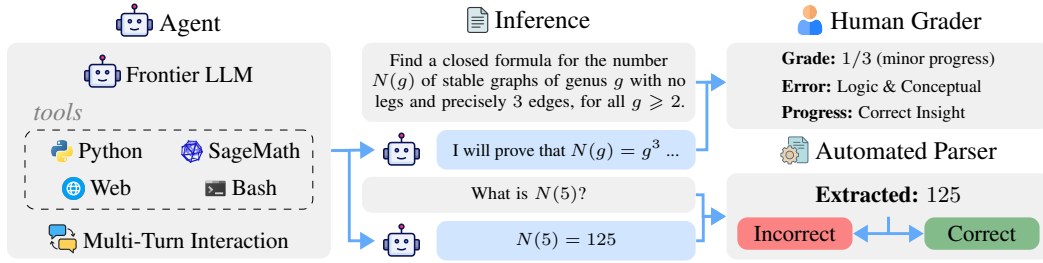 Agent
Frontier LLM
tools
Python
SageMath
Web
Bash
Multi-Turn Interaction
Inference
Find a closed formula for the number
N(g) of stable graphs of genus g with no
legs and precisely 3 edges, for all g ⩾ 2.
I will prove that N(g) = g³ ...
What is N(5)?
N(5) = 125
Human Grader
Grade: 1/3 (minor progress)
Error: Logic & Conceptual
Progress: Correct Insight
Automated Parser
Extracted: 125
Incorrect
Correct